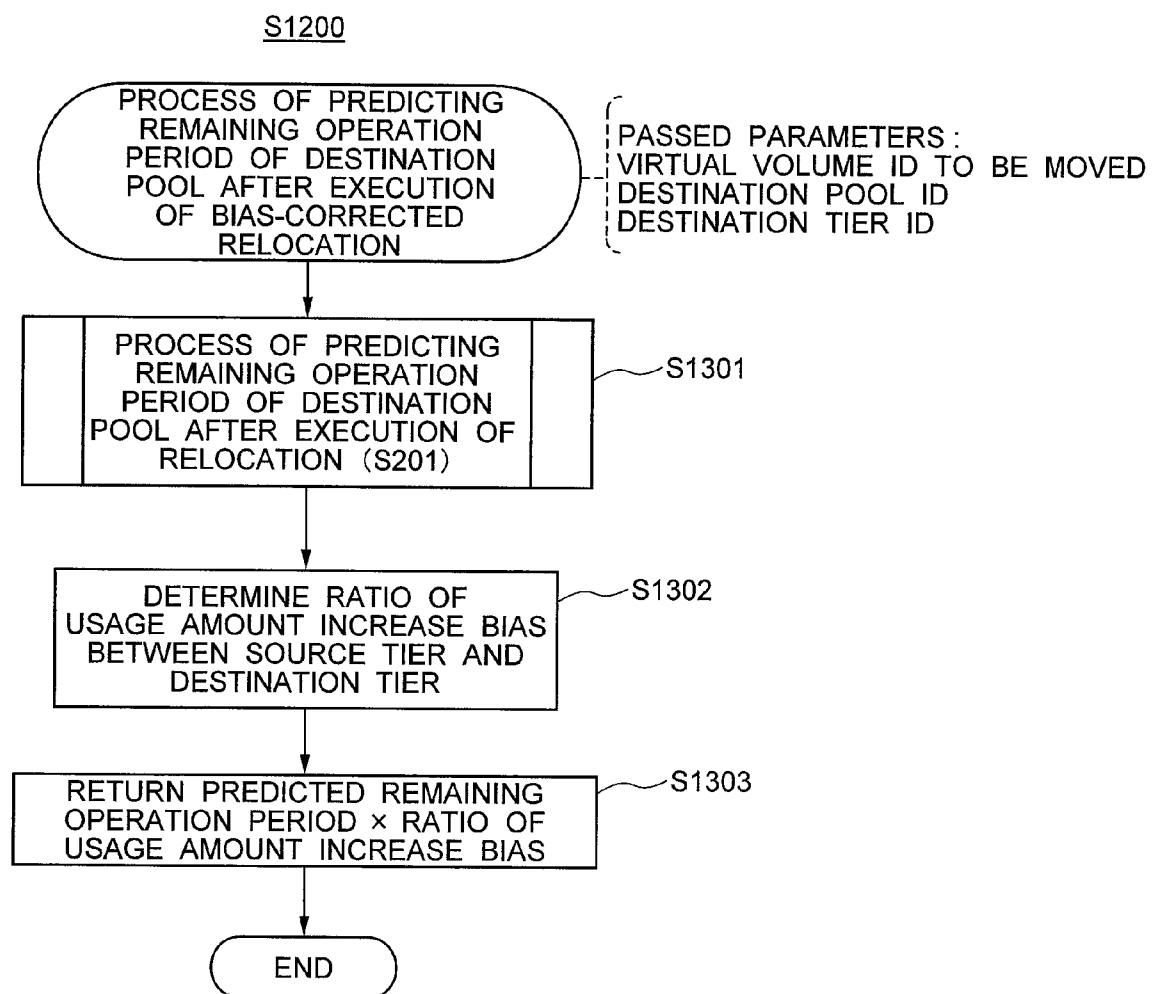 S1200
PROCESS OF PREDICTING
REMAINING OPERATION
PERIOD OF DESTINATION
POOL AFTER EXECUTION
OF BIAS-CORRECTED
RELOCATION
PASSED PARAMETERS :
VIRTUAL VOLUME ID TO BE MOVED
DESTINATION POOL ID
DESTINATION TIER ID
PROCESS OF PREDICTING
REMAINING OPERATION
PERIOD OF DESTINATION
POOL AFTER EXECUTION OF
RELOCATION (S201)
S1301
DETERMINE RATIO OF
USAGE AMOUNT INCREASE BIAS
BETWEEN SOURCE TIER AND
DESTINATION TIER
S1302
RETURN PREDICTED REMAINING
OPERATION PERIOD × RATIO OF
USAGE AMOUNT INCREASE BIAS
S1303
END